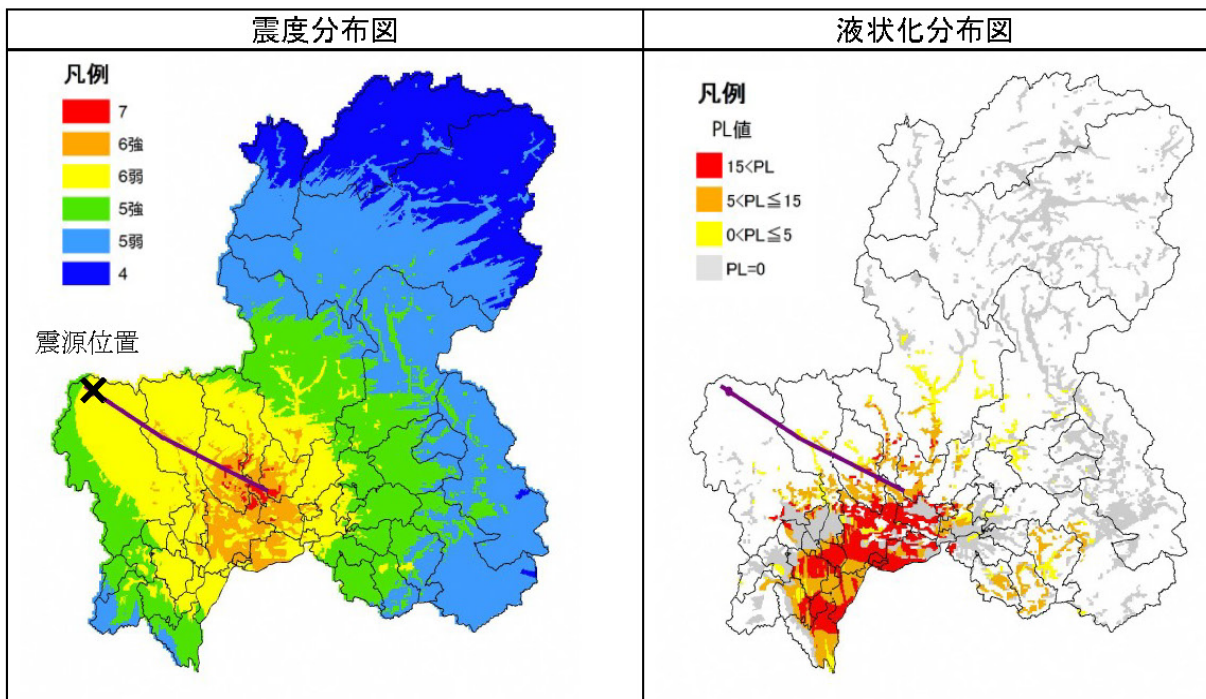 震度分布図
凡例
7
6強
6弱
5強
5弱
4
震源位置
液状化分布図
凡例
PL値
15<PL
5<PL≦15
0<PL≦5
PL=0